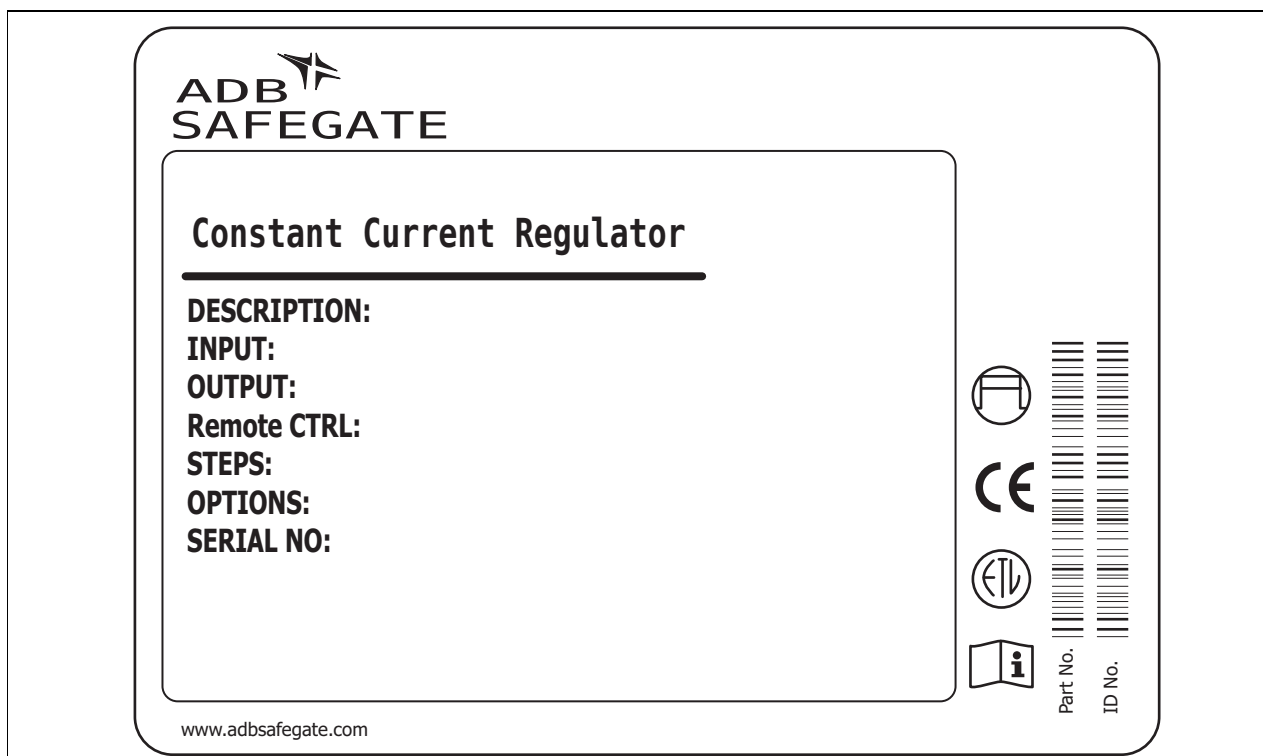 ADB
SAFEGATE
Constant Current Regulator
DESCRIPTION:
INPUT:
OUTPUT:
Remote CTRL:
STEPS:
OPTIONS:
SERIAL NO:
CE
ETL
i
Part No.
ID No.
www.adbsafegate.com